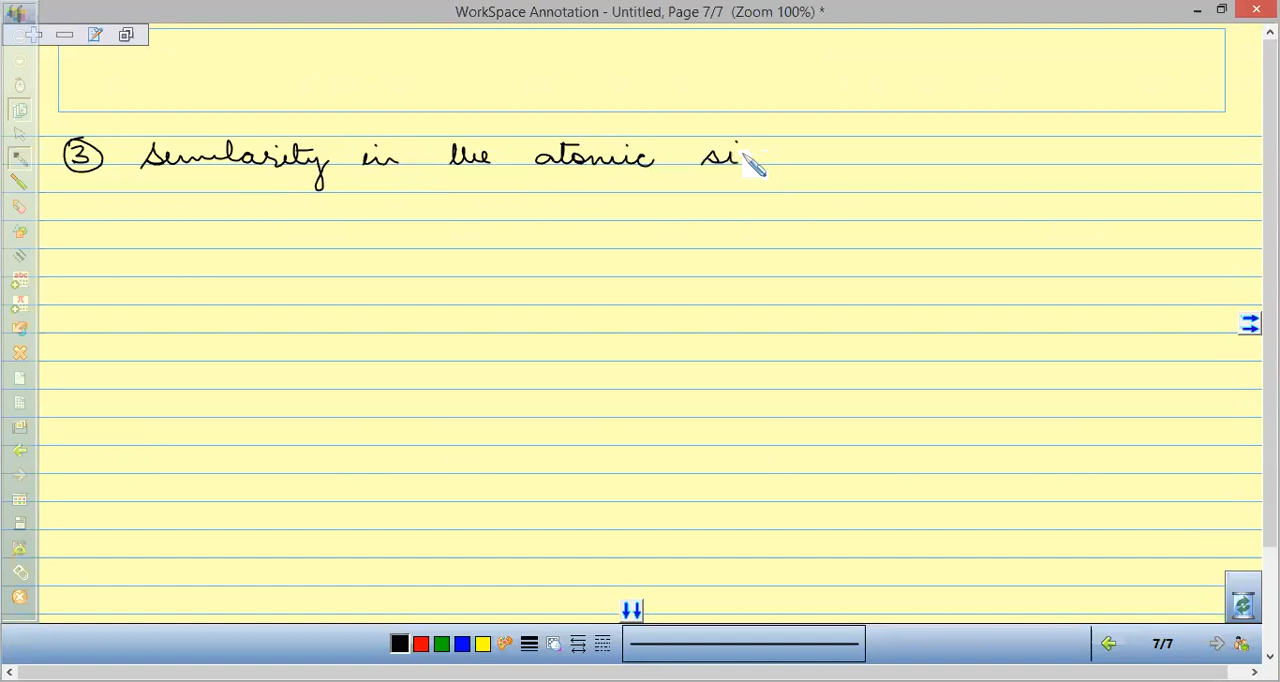 WorkSpace Annotation - Untitled, Page 7/7 (Zoom 100%) *
③ Similarity in the atomic si
7/7